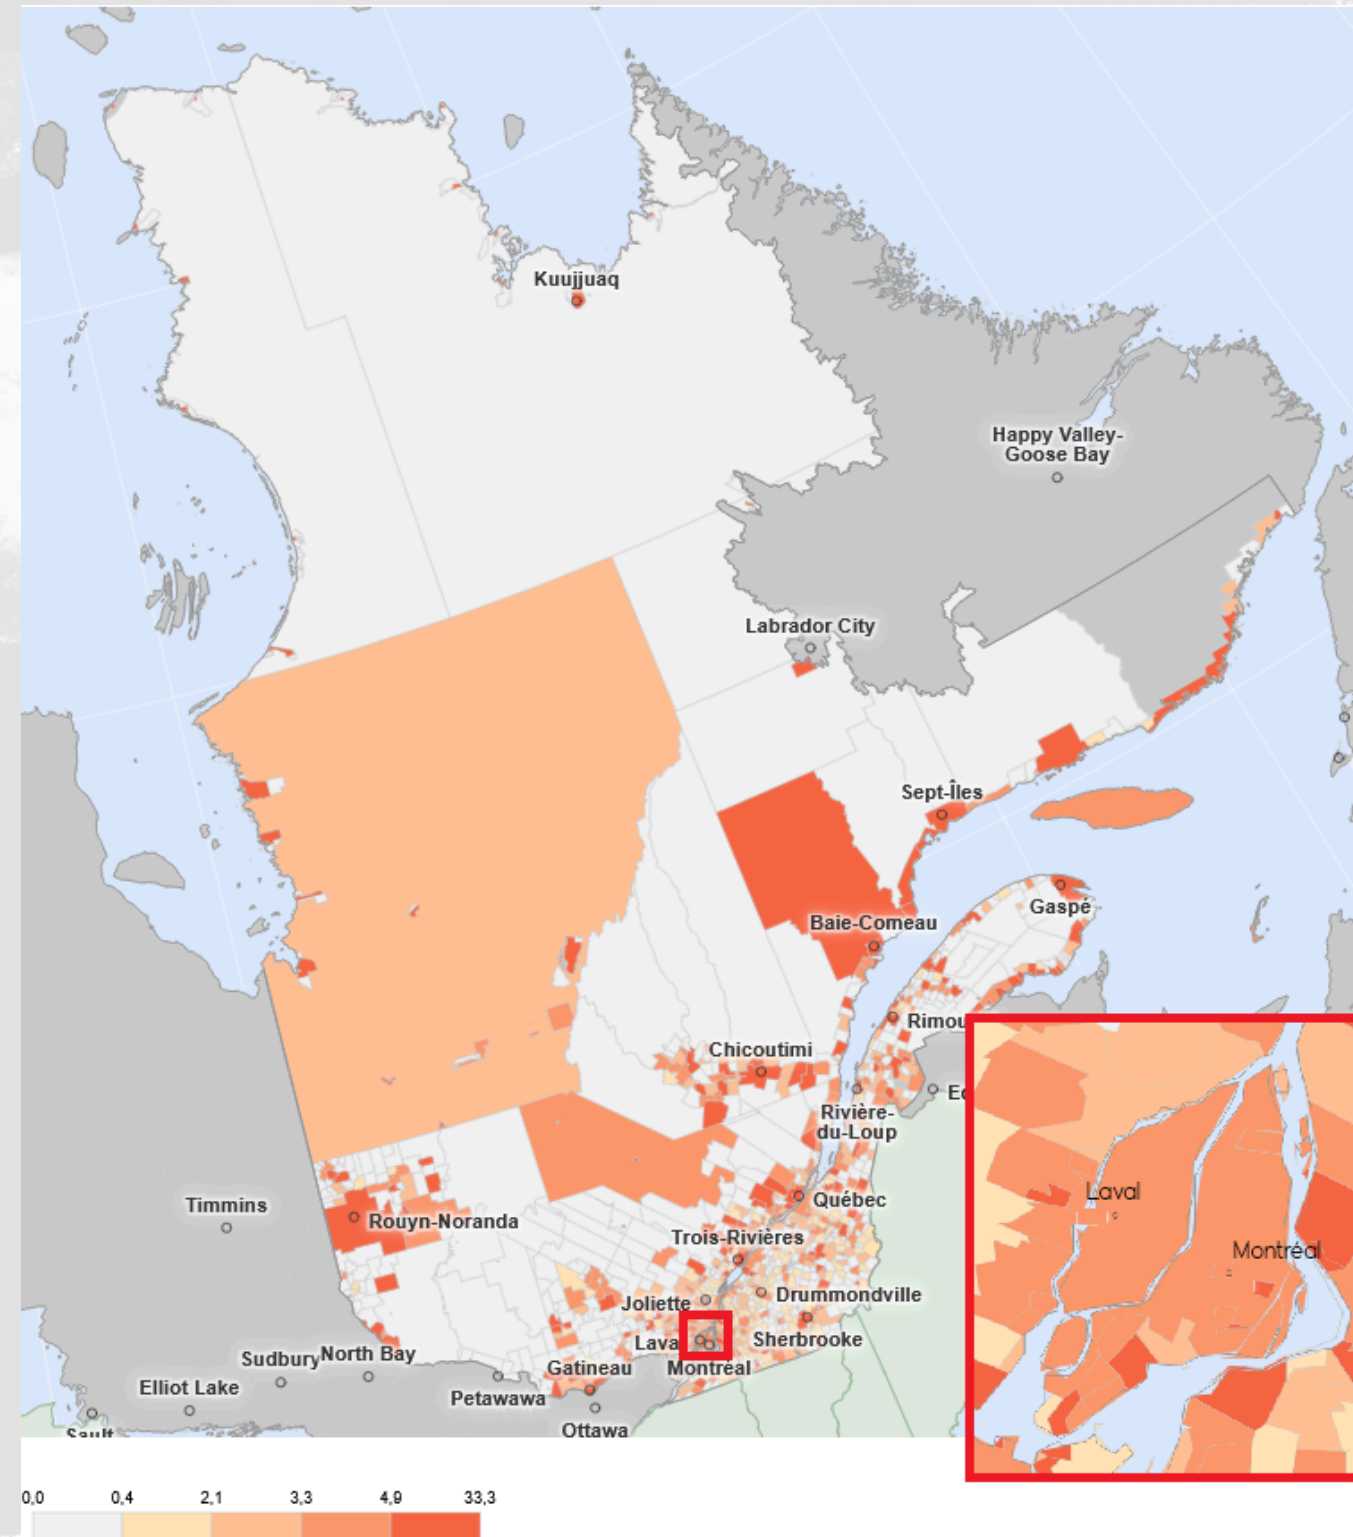 Kuujjuaq
Happy Valley-
Goose Bay
Labrador City
Sept-Îles
Gaspé
Baie-Comeau
Rimou
Chicoutimi
Ed
Rivière-
du-Loup
Laval
Timmins
Québec
Rouyn-Noranda
Trois-Rivières
Montréal
Drummondville
Joliette
Lava
Sherbrooke
Sudbury
North Bay
Gatineau
Montréal
Elliot Lake
Petawawa
Ottawa
Sault
0,0 0,4 2,1 3,3 4,9 33,3